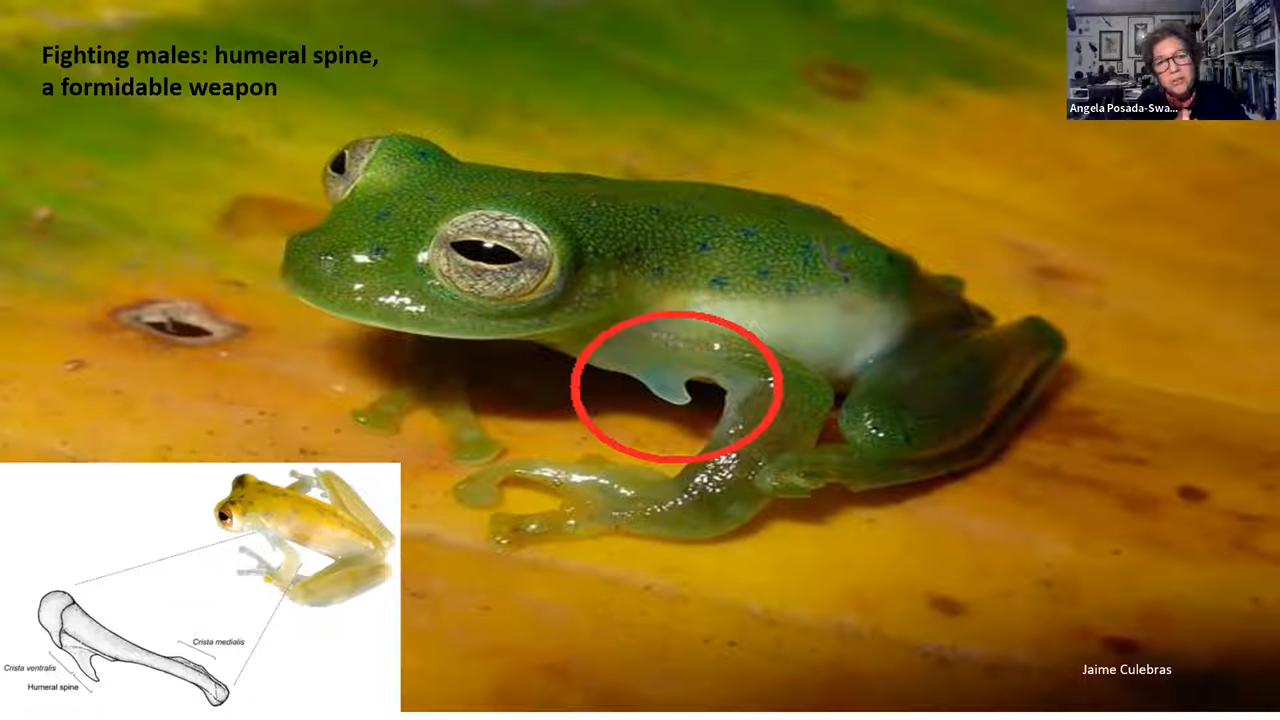 Fighting males: humeral spine,
a formidable weapon
Angela Posada-Swa...
Crista medialis
Crista ventralis
Humeral spine
Jaime Culebras